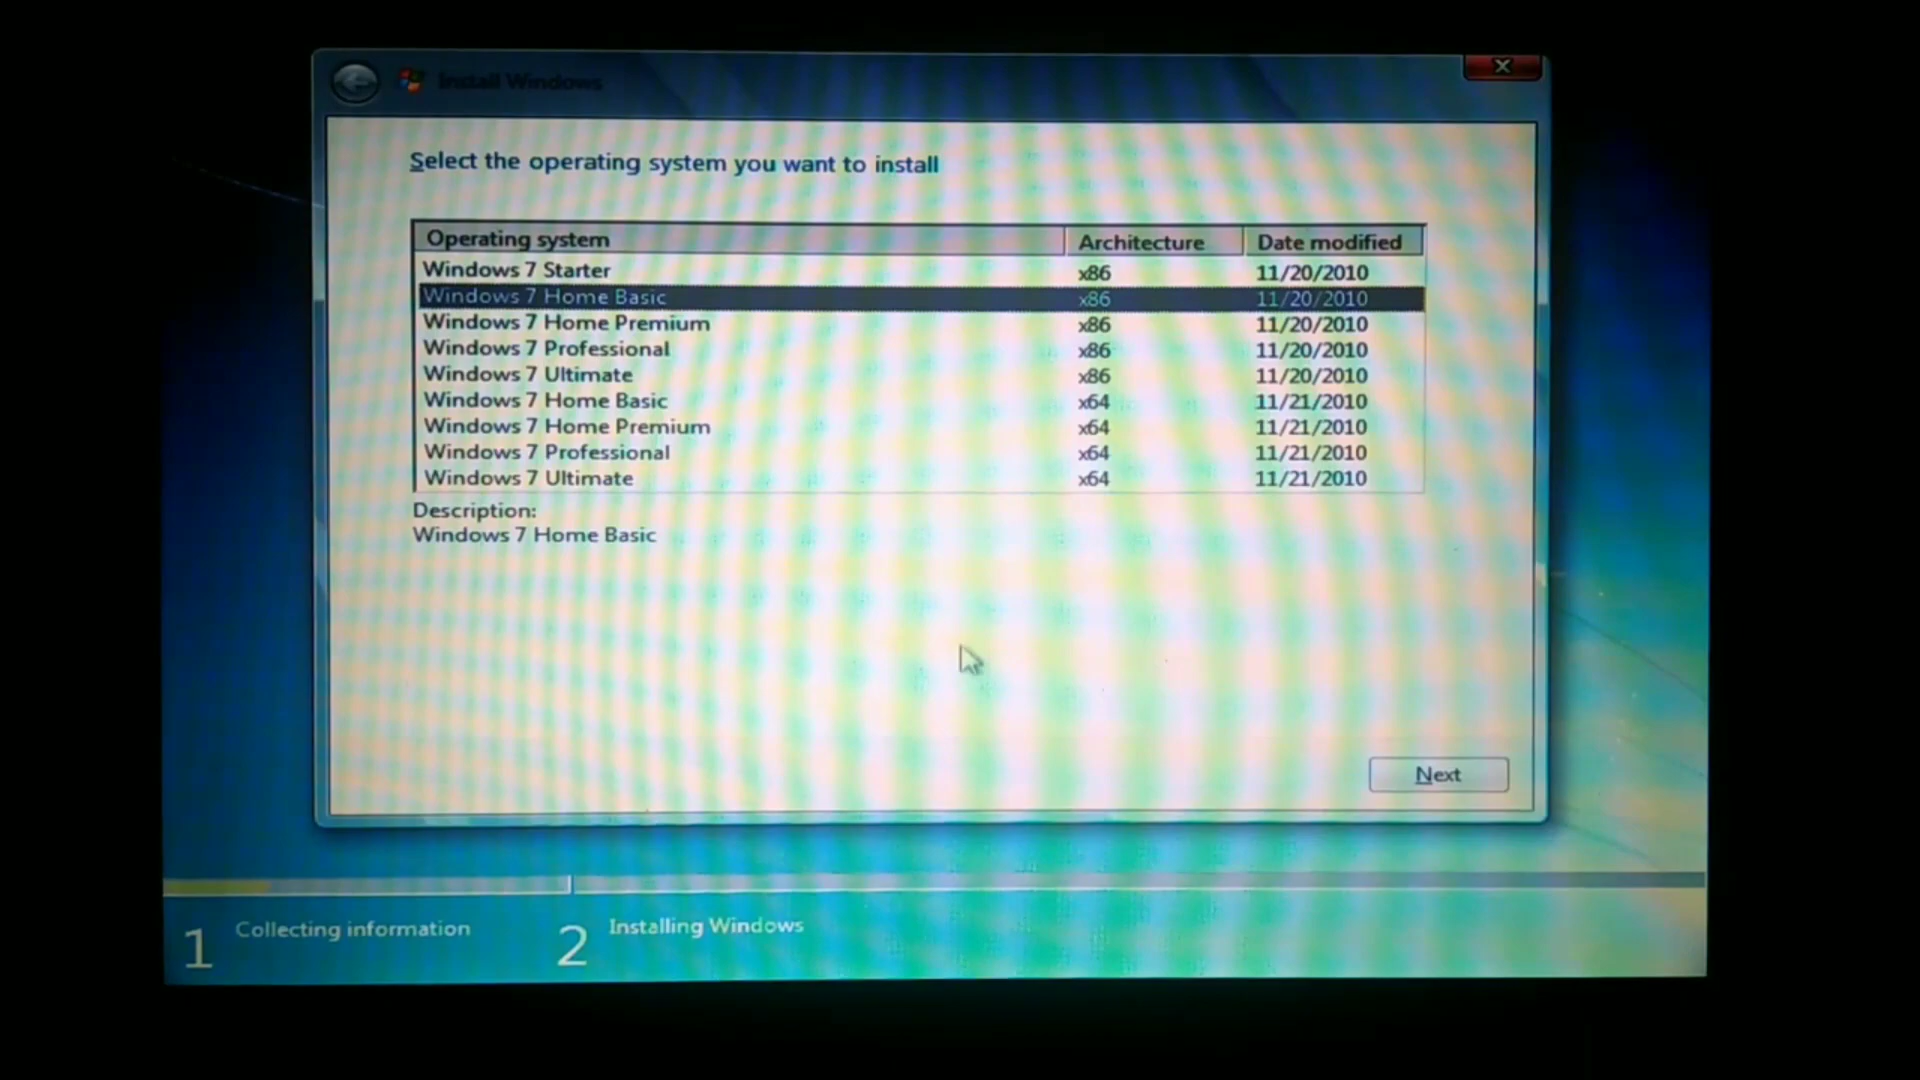 Install Windows
Select the operating system you want to install
Operating system Architecture Date modified
Windows 7 Starter x86 11/20/2010
Windows 7 Home Basic x86 11/20/2010
Windows 7 Home Premium x86 11/20/2010
Windows 7 Professional x86 11/20/2010
Windows 7 Ultimate x86 11/20/2010
Windows 7 Home Basic x64 11/21/2010
Windows 7 Home Premium x64 11/21/2010
Windows 7 Professional x64 11/21/2010
Windows 7 Ultimate x64 11/21/2010
Description:
Windows 7 Home Basic
Next
1 Collecting information 2 Installing Windows